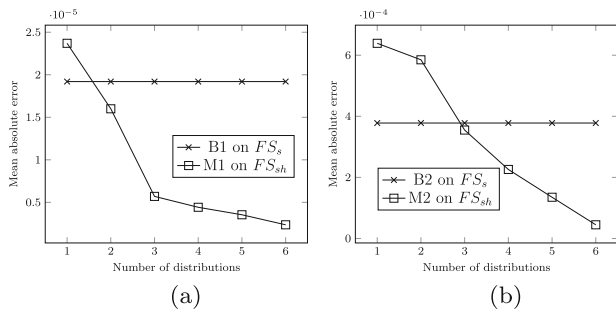 ·10⁻⁵
2.5
2
1.5
1
0.5
Mean absolute error
B1 on FSₛ
M1 on FSₛₕ
1 2 3 4 5 6
Number of distributions
(a)
·10⁻⁴
6
4
2
0
Mean absolute error
B2 on FSₛ
M2 on FSₛₕ
1 2 3 4 5 6
Number of distributions
(b)